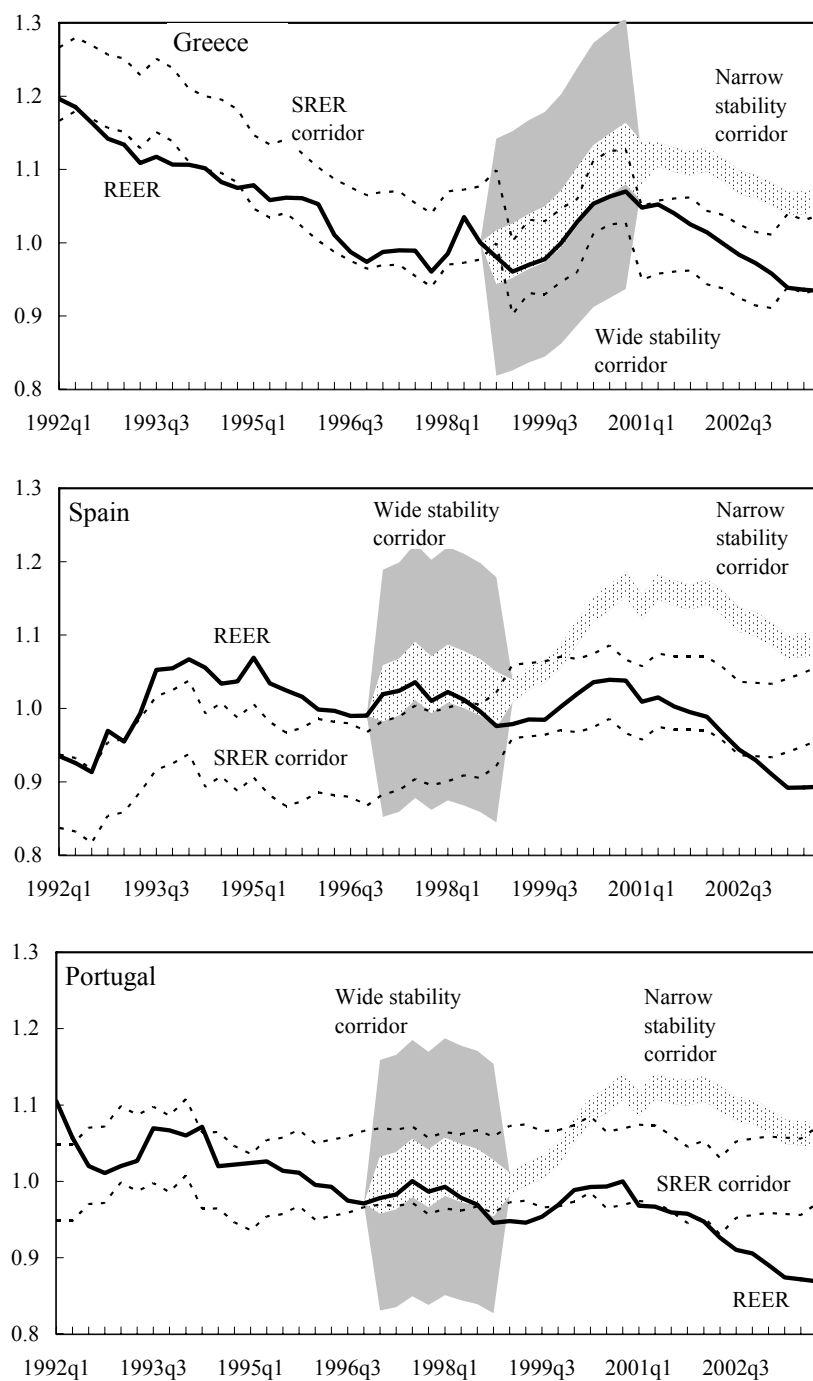 1.3
Greece
Narrow
stability
corridor
1.2
SRER
corridor
REER
1.1
1.0
0.9
Wide stability
corridor
0.8
1992q1 1993q3 1995q1 1996q3 1998q1 1999q3 2001q1 2002q3
1.3
Spain
Wide stability
corridor
Narrow
stability
corridor
1.2
REER
1.1
1.0
SRER corridor
0.9
0.8
1992q1 1993q3 1995q1 1996q3 1998q1 1999q3 2001q1 2002q3
1.3
Portugal
Wide stability
corridor
Narrow
stability
corridor
1.2
1.1
1.0
SRER corridor
0.9
REER
0.8
1992q1 1993q3 1995q1 1996q3 1998q1 1999q3 2001q1 2002q3